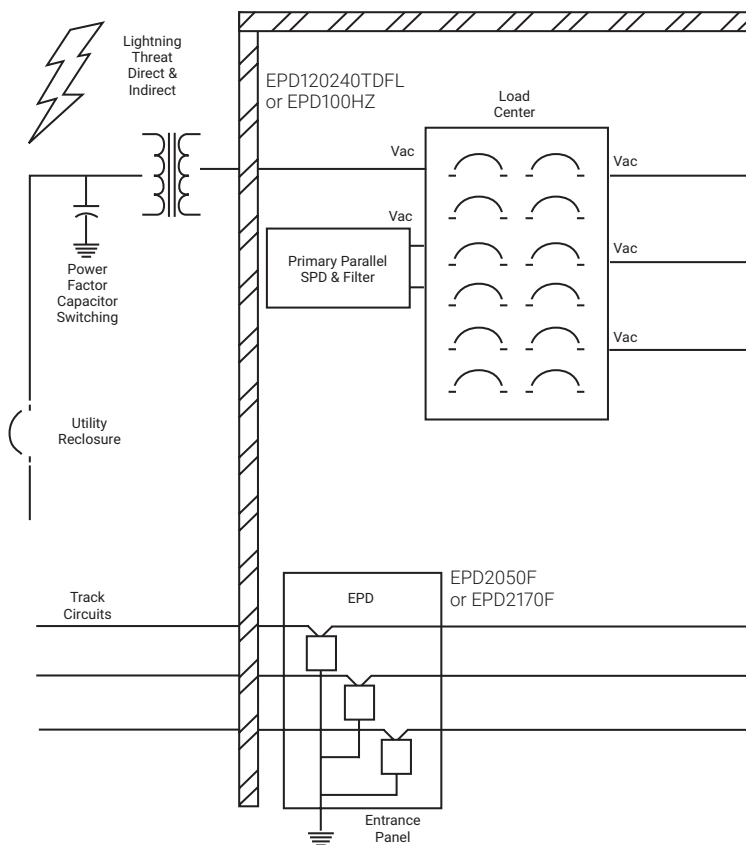 Lightning
Threat
Direct &
Indirect
EPD120240TDFL
or EPD100HZ
Load
Center
Vac
Vac
Vac
Primary Parallel
SPD & Filter
Vac
Vac
Power
Factor
Capacitor
Switching
Utility
Reclosure
Track
Circuits
EPD
EPD2050F
or EPD2170F
Entrance
Panel